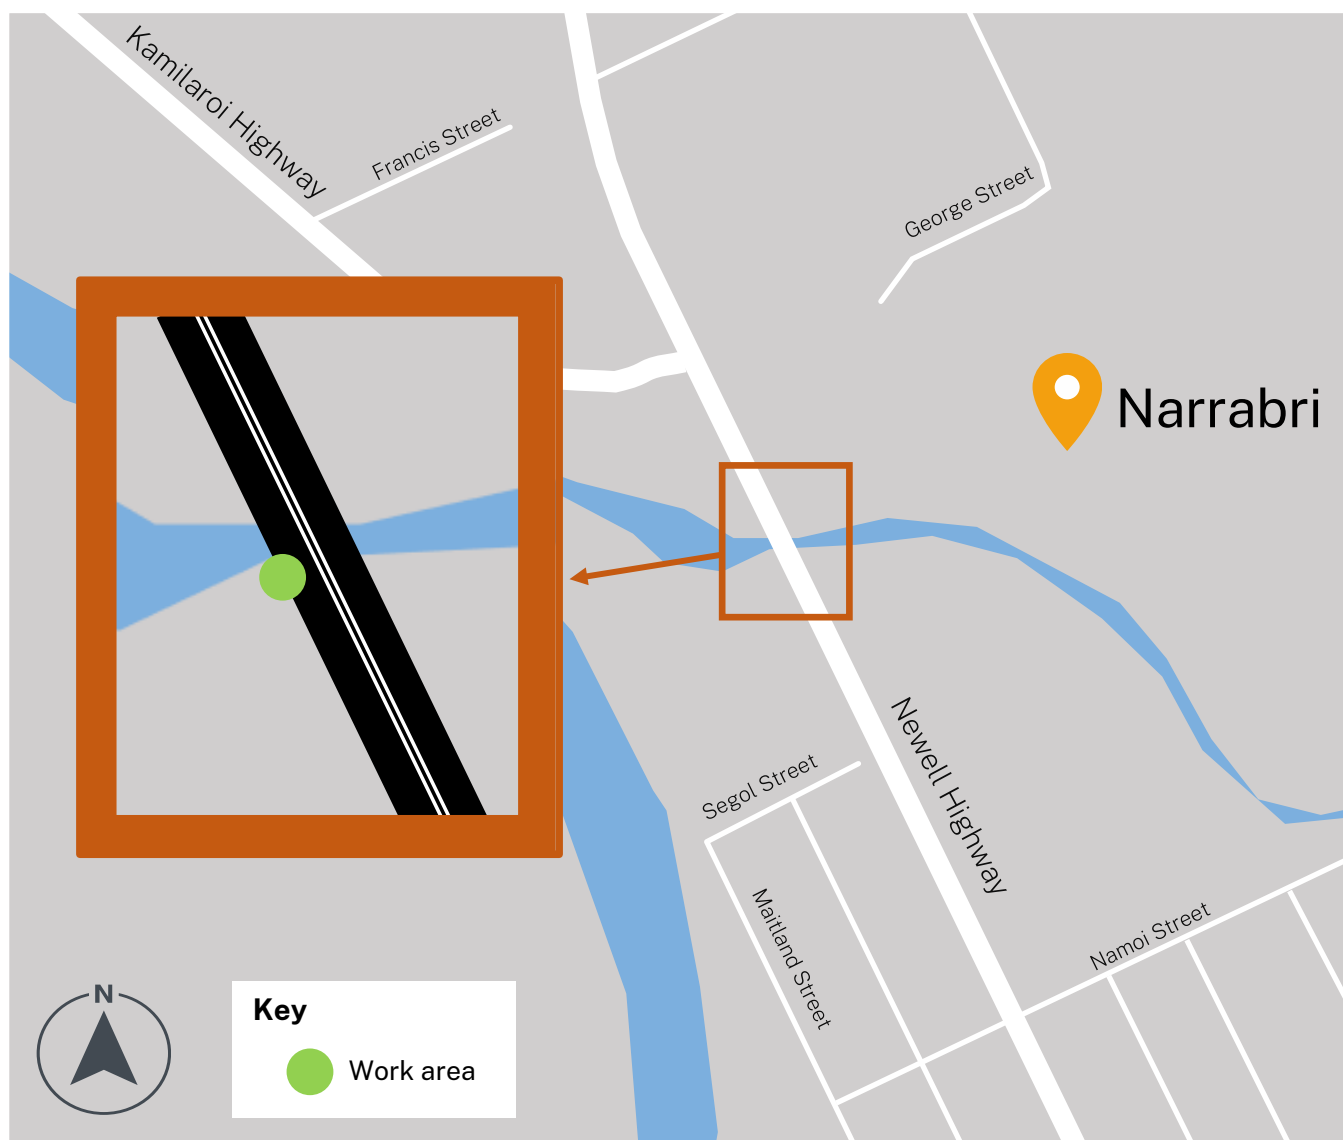 Kamilaroi Highway
Francis Street
George Street
Narrabri
Newell Highway
Segol Street
Maitland Street
Namoi Street
N
Key
Work area